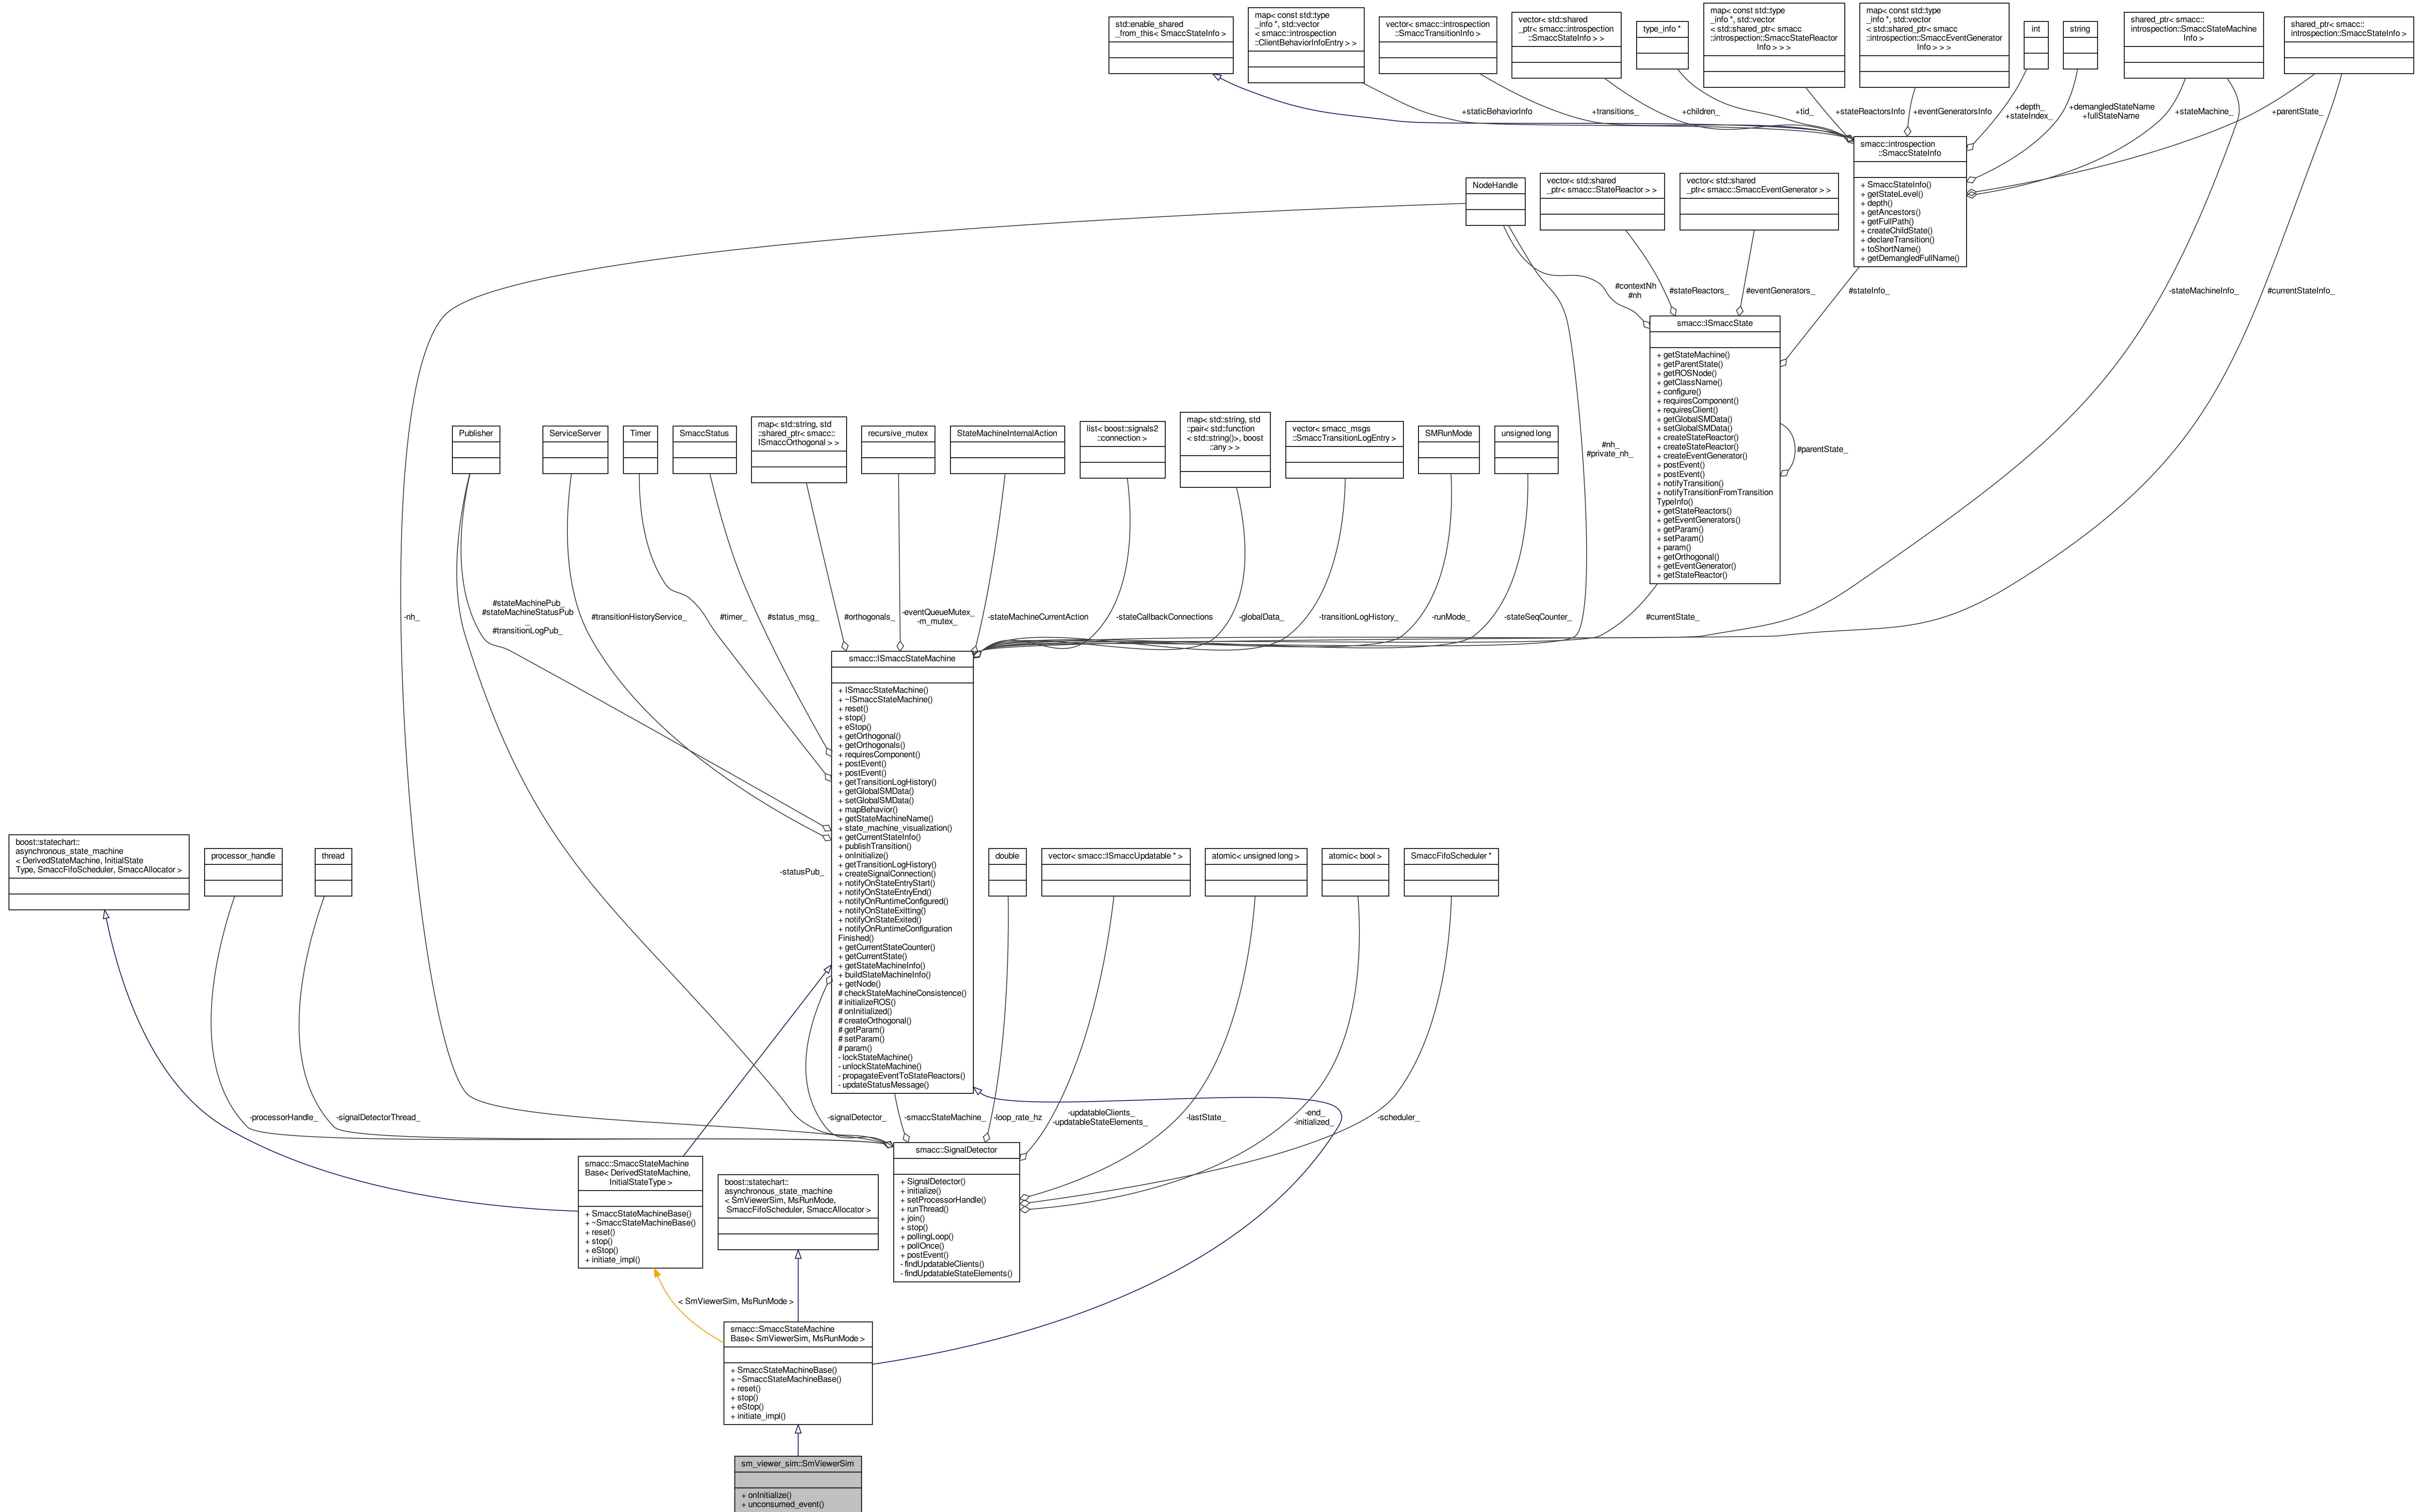 std::enable_shared
_from_this< SmaccStateInfo >
map< const std::type
_info *, std::vector
< smacc::introspection
::ClientBehaviorInfoEntry > >
vector< smacc::introspection
::SmaccTransitionInfo >
vector< std::shared
_ptr< smacc::introspection
::SmaccStateInfo > >
type_info *
map< const std::type
_info *, std::vector
< std::shared_ptr< smacc
::introspection::SmaccStateReactor
Info > > >
map< const std::type
_info *, std::vector
< std::shared_ptr< smacc
::introspection::SmaccEventGenerator
Info > > >
int
string
shared_ptr< smacc::
introspection::SmaccStateMachine
Info >
shared_ptr< smacc::
introspection::SmaccStateInfo >
+staticBehaviorInfo
+transitions_
+children_
+tid_
+stateReactorsInfo
+eventGeneratorsInfo
+depth_
+stateIndex_
+demangledStateName
+fullStateName
+stateMachine_
+parentState_
smacc::introspection
::SmaccStateInfo
+ SmaccStateInfo()
+ getStateLevel()
+ depth()
+ getAncestors()
+ getFullPath()
+ createChildState()
+ declareTransition()
+ toShortName()
+ getDemangledFullName()
NodeHandle
vector< std::shared
_ptr< smacc::StateReactor > >
vector< std::shared
_ptr< smacc::SmaccEventGenerator > >
#contextNh
#nh
#stateReactors_
#eventGenerators_
#stateInfo_
-stateMachineInfo_
#currentStateInfo_
smacc::ISmaccState
+ getStateMachine()
+ getParentState()
+ getROSNode()
+ getClassName()
+ configure()
+ requiresComponent()
+ requiresClient()
+ getGlobalSMData()
+ setGlobalSMData()
+ createStateReactor()
+ createStateReactor()
+ createEventGenerator()
+ postEvent()
+ postEvent()
+ notifyTransition()
+ notifyTransitionFromTransition
TypeInfo()
+ getStateReactors()
+ getEventGenerators()
+ getParam()
+ setParam()
+ param()
+ getOrthogonal()
+ getEventGenerator()
+ getStateReactor()
#parentState_
Publisher
ServiceServer
Timer
SmaccStatus
map< std::string, std
::shared_ptr< smacc::
ISmaccOrthogonal > >
recursive_mutex
StateMachineInternalAction
list< boost::signals2
::connection >
map< std::string, std
::pair< std::function
< std::string()>, boost
::any > >
vector< smacc_msgs
::SmaccTransitionLogEntry >
SMRunMode
unsigned long
#nh_
#private_nh_
-nh_
#stateMachinePub_
#stateMachineStatusPub
_
#transitionLogPub_
#transitionHistoryService_
#timer_
#status_msg_
#orthogonals_
-eventQueueMutex_
-m_mutex_
-stateMachineCurrentAction
-stateCallbackConnections
-globalData_
-transitionLogHistory_
-runMode_
-stateSeqCounter_
#currentState_
smacc::ISmaccStateMachine
+ ISmaccStateMachine()
+ ~ISmaccStateMachine()
+ reset()
+ stop()
+ eStop()
+ getOrthogonal()
+ getOrthogonals()
+ requiresComponent()
+ postEvent()
+ postEvent()
+ getTransitionLogHistory()
+ getGlobalSMData()
+ setGlobalSMData()
+ mapBehavior()
+ getStateMachineName()
+ state_machine_visualization()
+ getCurrentStateInfo()
+ publishTransition()
+ onInitialize()
+ getTransitionLogHistory()
+ createSignalConnection()
+ notifyOnStateEntryStart()
+ notifyOnStateEntryEnd()
+ notifyOnRuntimeConfigured()
+ notifyOnStateExitting()
+ notifyOnStateExited()
+ notifyOnRuntimeConfiguration
Finished()
+ getCurrentStateCounter()
+ getCurrentState()
+ getStateMachineInfo()
+ buildStateMachineInfo()
+ getNode()
# checkStateMachineConsistence()
# initializeROS()
# onInitialized()
# createOrthogonal()
# getParam()
# setParam()
# param()
- lockStateMachine()
- unlockStateMachine()
- propagateEventToStateReactors()
- updateStatusMessage()
boost::statechart::
asynchronous_state_machine
< DerivedStateMachine, InitialState
Type, SmaccFifoScheduler, SmaccAllocator >
processor_handle
thread
-statusPub_
double
vector< smacc::ISmaccUpdatable * >
atomic< unsigned long >
atomic< bool >
SmaccFifoScheduler *
-processorHandle_
-signalDetectorThread_
-signalDetector_
-smaccStateMachine_
-loop_rate_hz
-updatableClients_
-updatableStateElements_
-lastState_
-end_
-initialized_
-scheduler_
smacc::SmaccStateMachine
Base< DerivedStateMachine,
InitialStateType >
+ SmaccStateMachineBase()
+ ~SmaccStateMachineBase()
+ reset()
+ stop()
+ eStop()
+ initiate_impl()
boost::statechart::
asynchronous_state_machine
< SmViewerSim, MsRunMode,
SmaccFifoScheduler, SmaccAllocator >
smacc::SignalDetector
+ SignalDetector()
+ initialize()
+ setProcessorHandle()
+ runThread()
+ join()
+ stop()
+ pollingLoop()
+ pollOnce()
+ postEvent()
- findUpdatableClients()
- findUpdatableStateElements()
< SmViewerSim, MsRunMode >
smacc::SmaccStateMachine
Base< SmViewerSim, MsRunMode >
+ SmaccStateMachineBase()
+ ~SmaccStateMachineBase()
+ reset()
+ stop()
+ eStop()
+ initiate_impl()
sm_viewer_sim::SmViewerSim
+ onInitialize()
+ unconsumed_event()